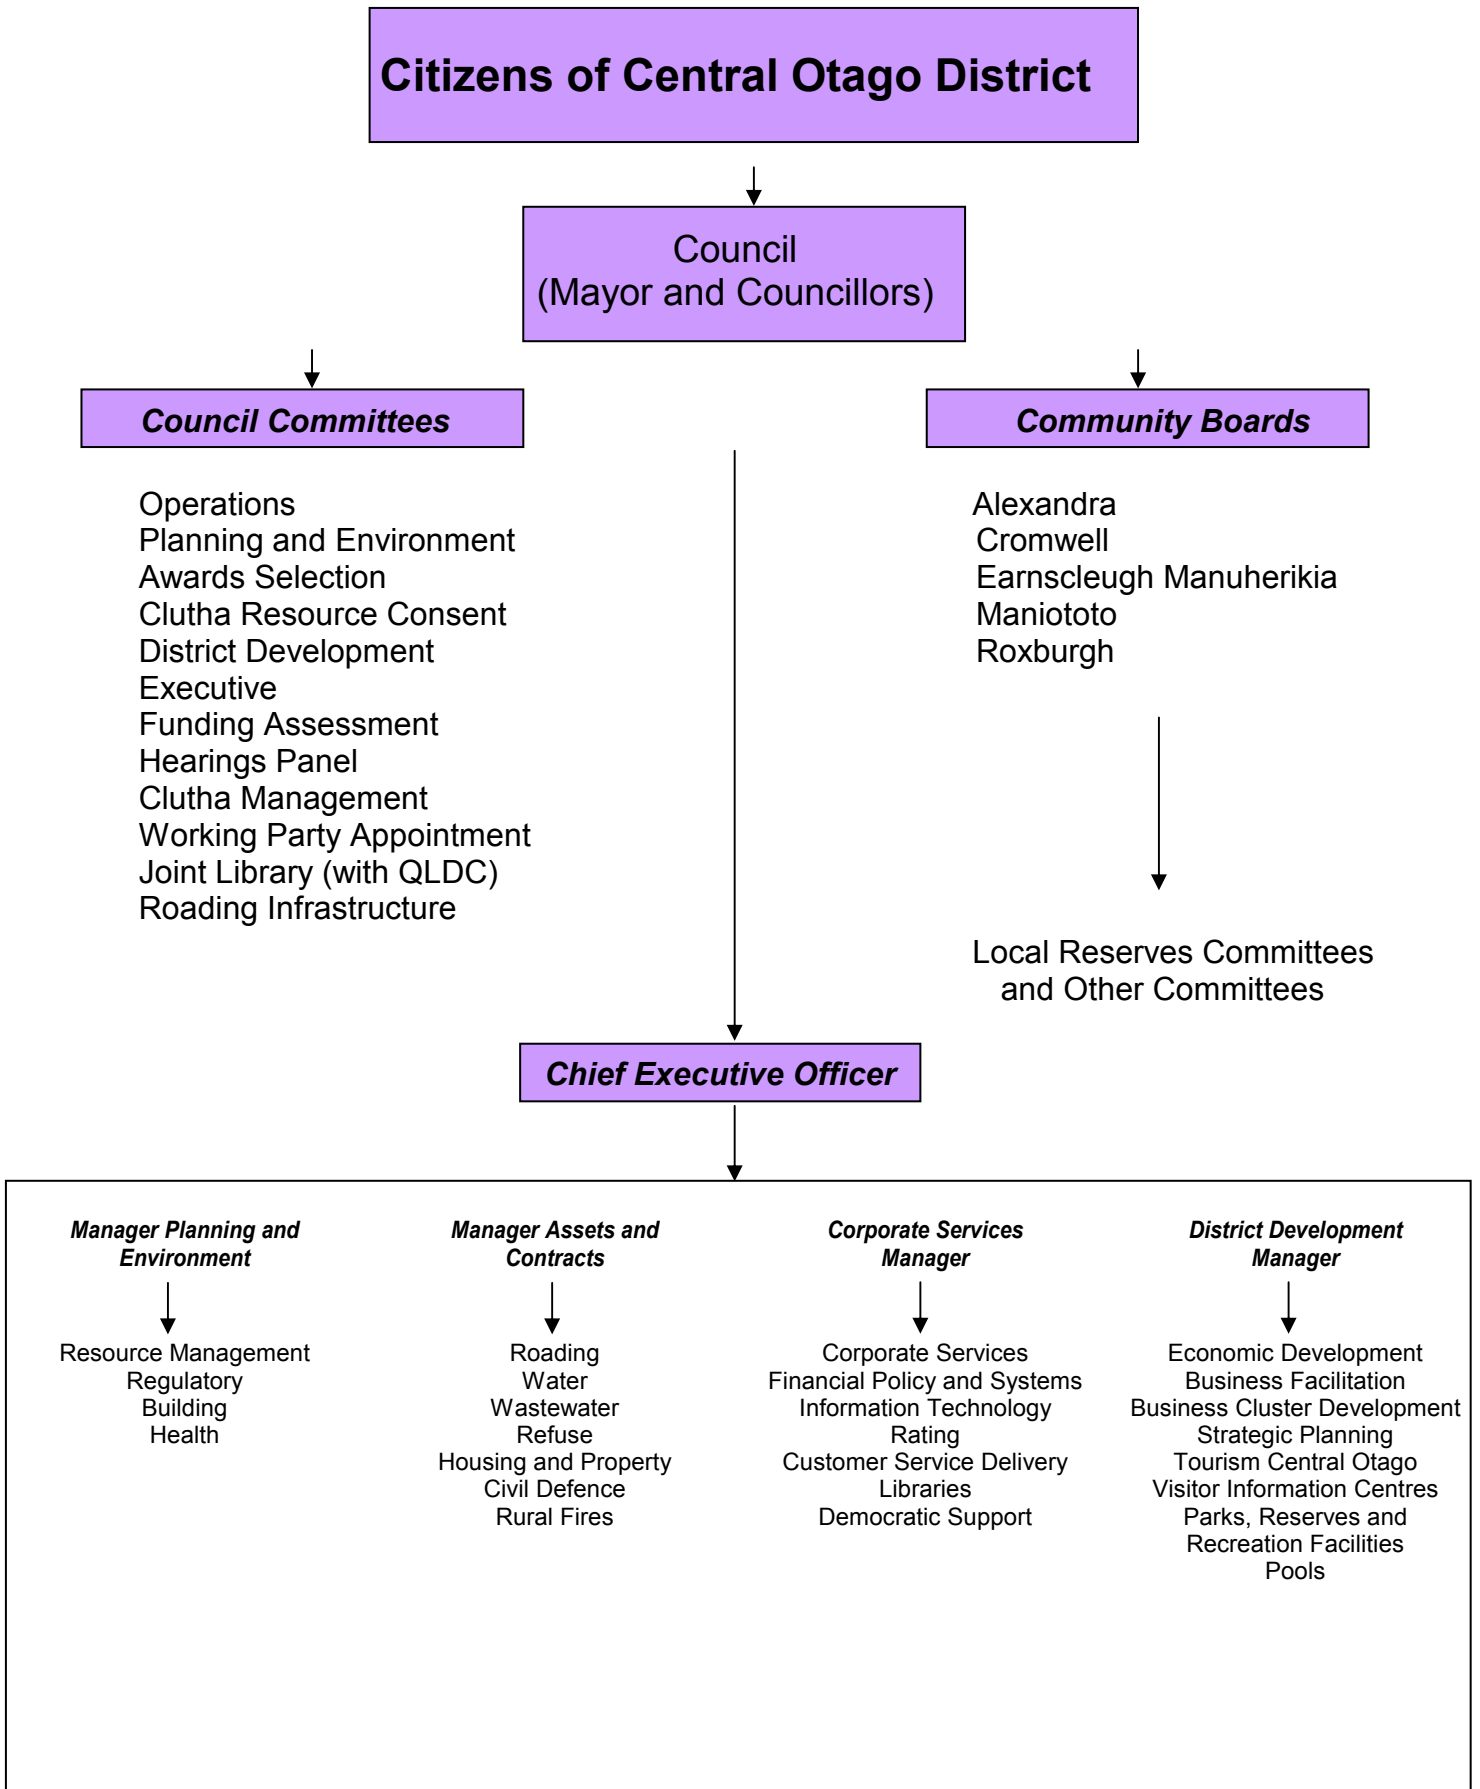 Citizens of Central Otago District
Council
(Mayor and Councillors)
Council Committees
Operations
Planning and Environment
Awards Selection
Clutha Resource Consent
District Development
Executive
Funding Assessment
Hearings Panel
Clutha Management
Working Party Appointment
Joint Library (with QLDC)
Roading Infrastructure
Community Boards
Alexandra
Cromwell
Earnscleugh Manuherikia
Maniototo
Roxburgh
Local Reserves Committees
and Other Committees
Chief Executive Officer
Manager Planning and
Environment
Resource Management
Regulatory
Building
Health
Manager Assets and
Contracts
Roading
Water
Wastewater
Refuse
Housing and Property
Civil Defence
Rural Fires
Corporate Services
Manager
Corporate Services
Financial Policy and Systems
Information Technology
Rating
Customer Service Delivery
Libraries
Democratic Support
District Development
Manager
Economic Development
Business Facilitation
Business Cluster Development
Strategic Planning
Tourism Central Otago
Visitor Information Centres
Parks, Reserves and
Recreation Facilities
Pools